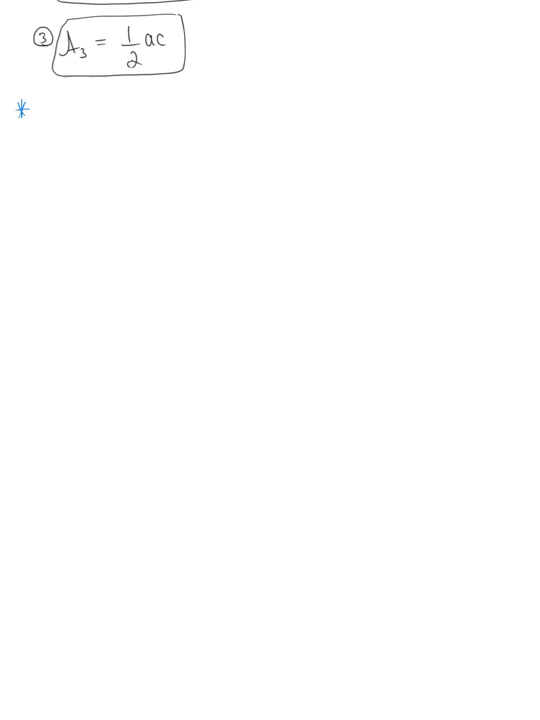 ③ A₃ = 1/2 ac
*